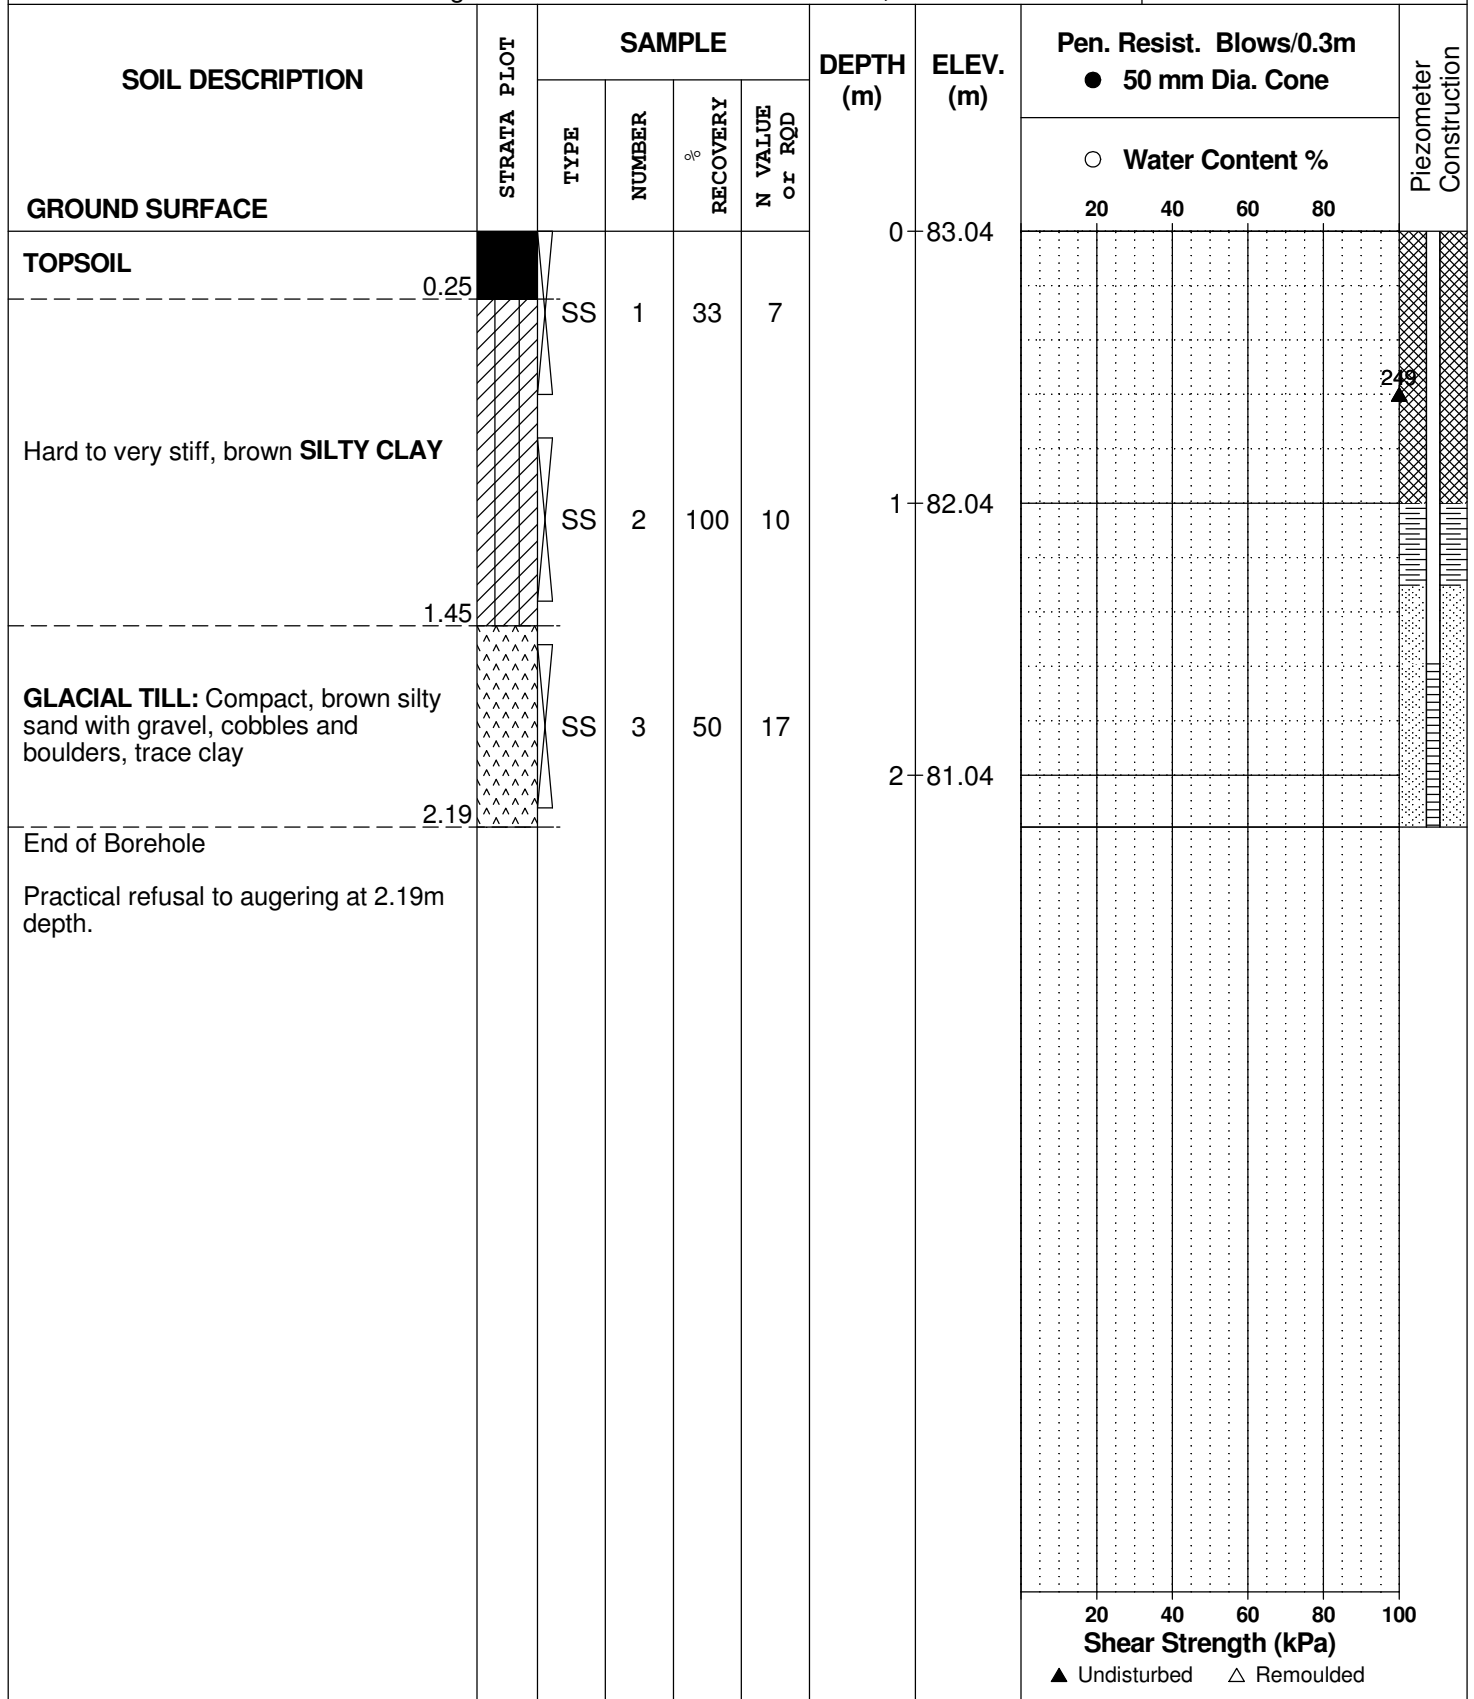 SOIL DESCRIPTION
GROUND SURFACE
STRATA PLOT
SAMPLE
TYPE
NUMBER
% RECOVERY
N VALUE or RQD
DEPTH (m)
ELEV. (m)
Pen. Resist. Blows/0.3m
● 50 mm Dia. Cone
○ Water Content %
20 40 60 80
Piezometer Construction
0 83.04
TOPSOIL
0.25
SS 1 33 7
249
Hard to very stiff, brown SILTY CLAY
1 82.04
SS 2 100 10
1.45
GLACIAL TILL: Compact, brown silty
sand with gravel, cobbles and
boulders, trace clay
SS 3 50 17
2 81.04
2.19
End of Borehole
Practical refusal to augering at 2.19m
depth.
20 40 60 80 100
Shear Strength (kPa)
▲ Undisturbed △ Remoulded